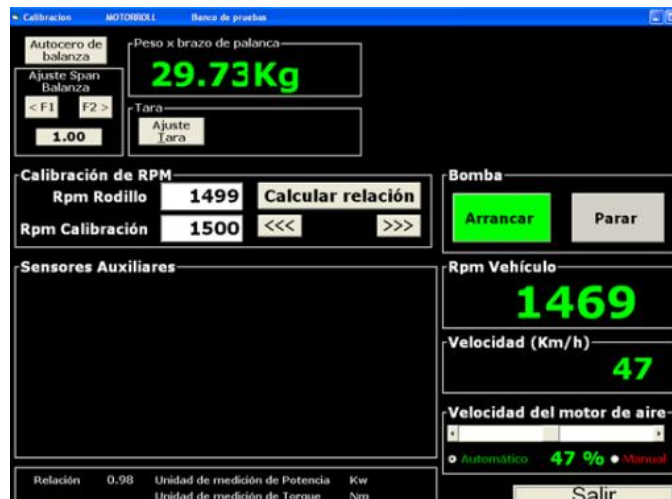 Calibracion MOTORROLL Banco de pruebas
Autocero de
balanza
Peso x brazo de palanca
29.73Kg
Ajuste Span
Balanza
< F1 F2 >
1.00
Tara
Ajuste
Tara
Calibración de RPM
Rpm Rodillo 1499 Calcular relación
Rpm Calibración 1500 <<< >>>
Bomba
Arrancar Parar
Sensores Auxiliares
Rpm Vehículo
1469
Velocidad (Km/h)
47
Velocidad del motor de aire
Automático 47 % Manual
Relación 0.98 Unidad de medición de Potencia Kw
Unidad de medición de Torque Nm
Salir